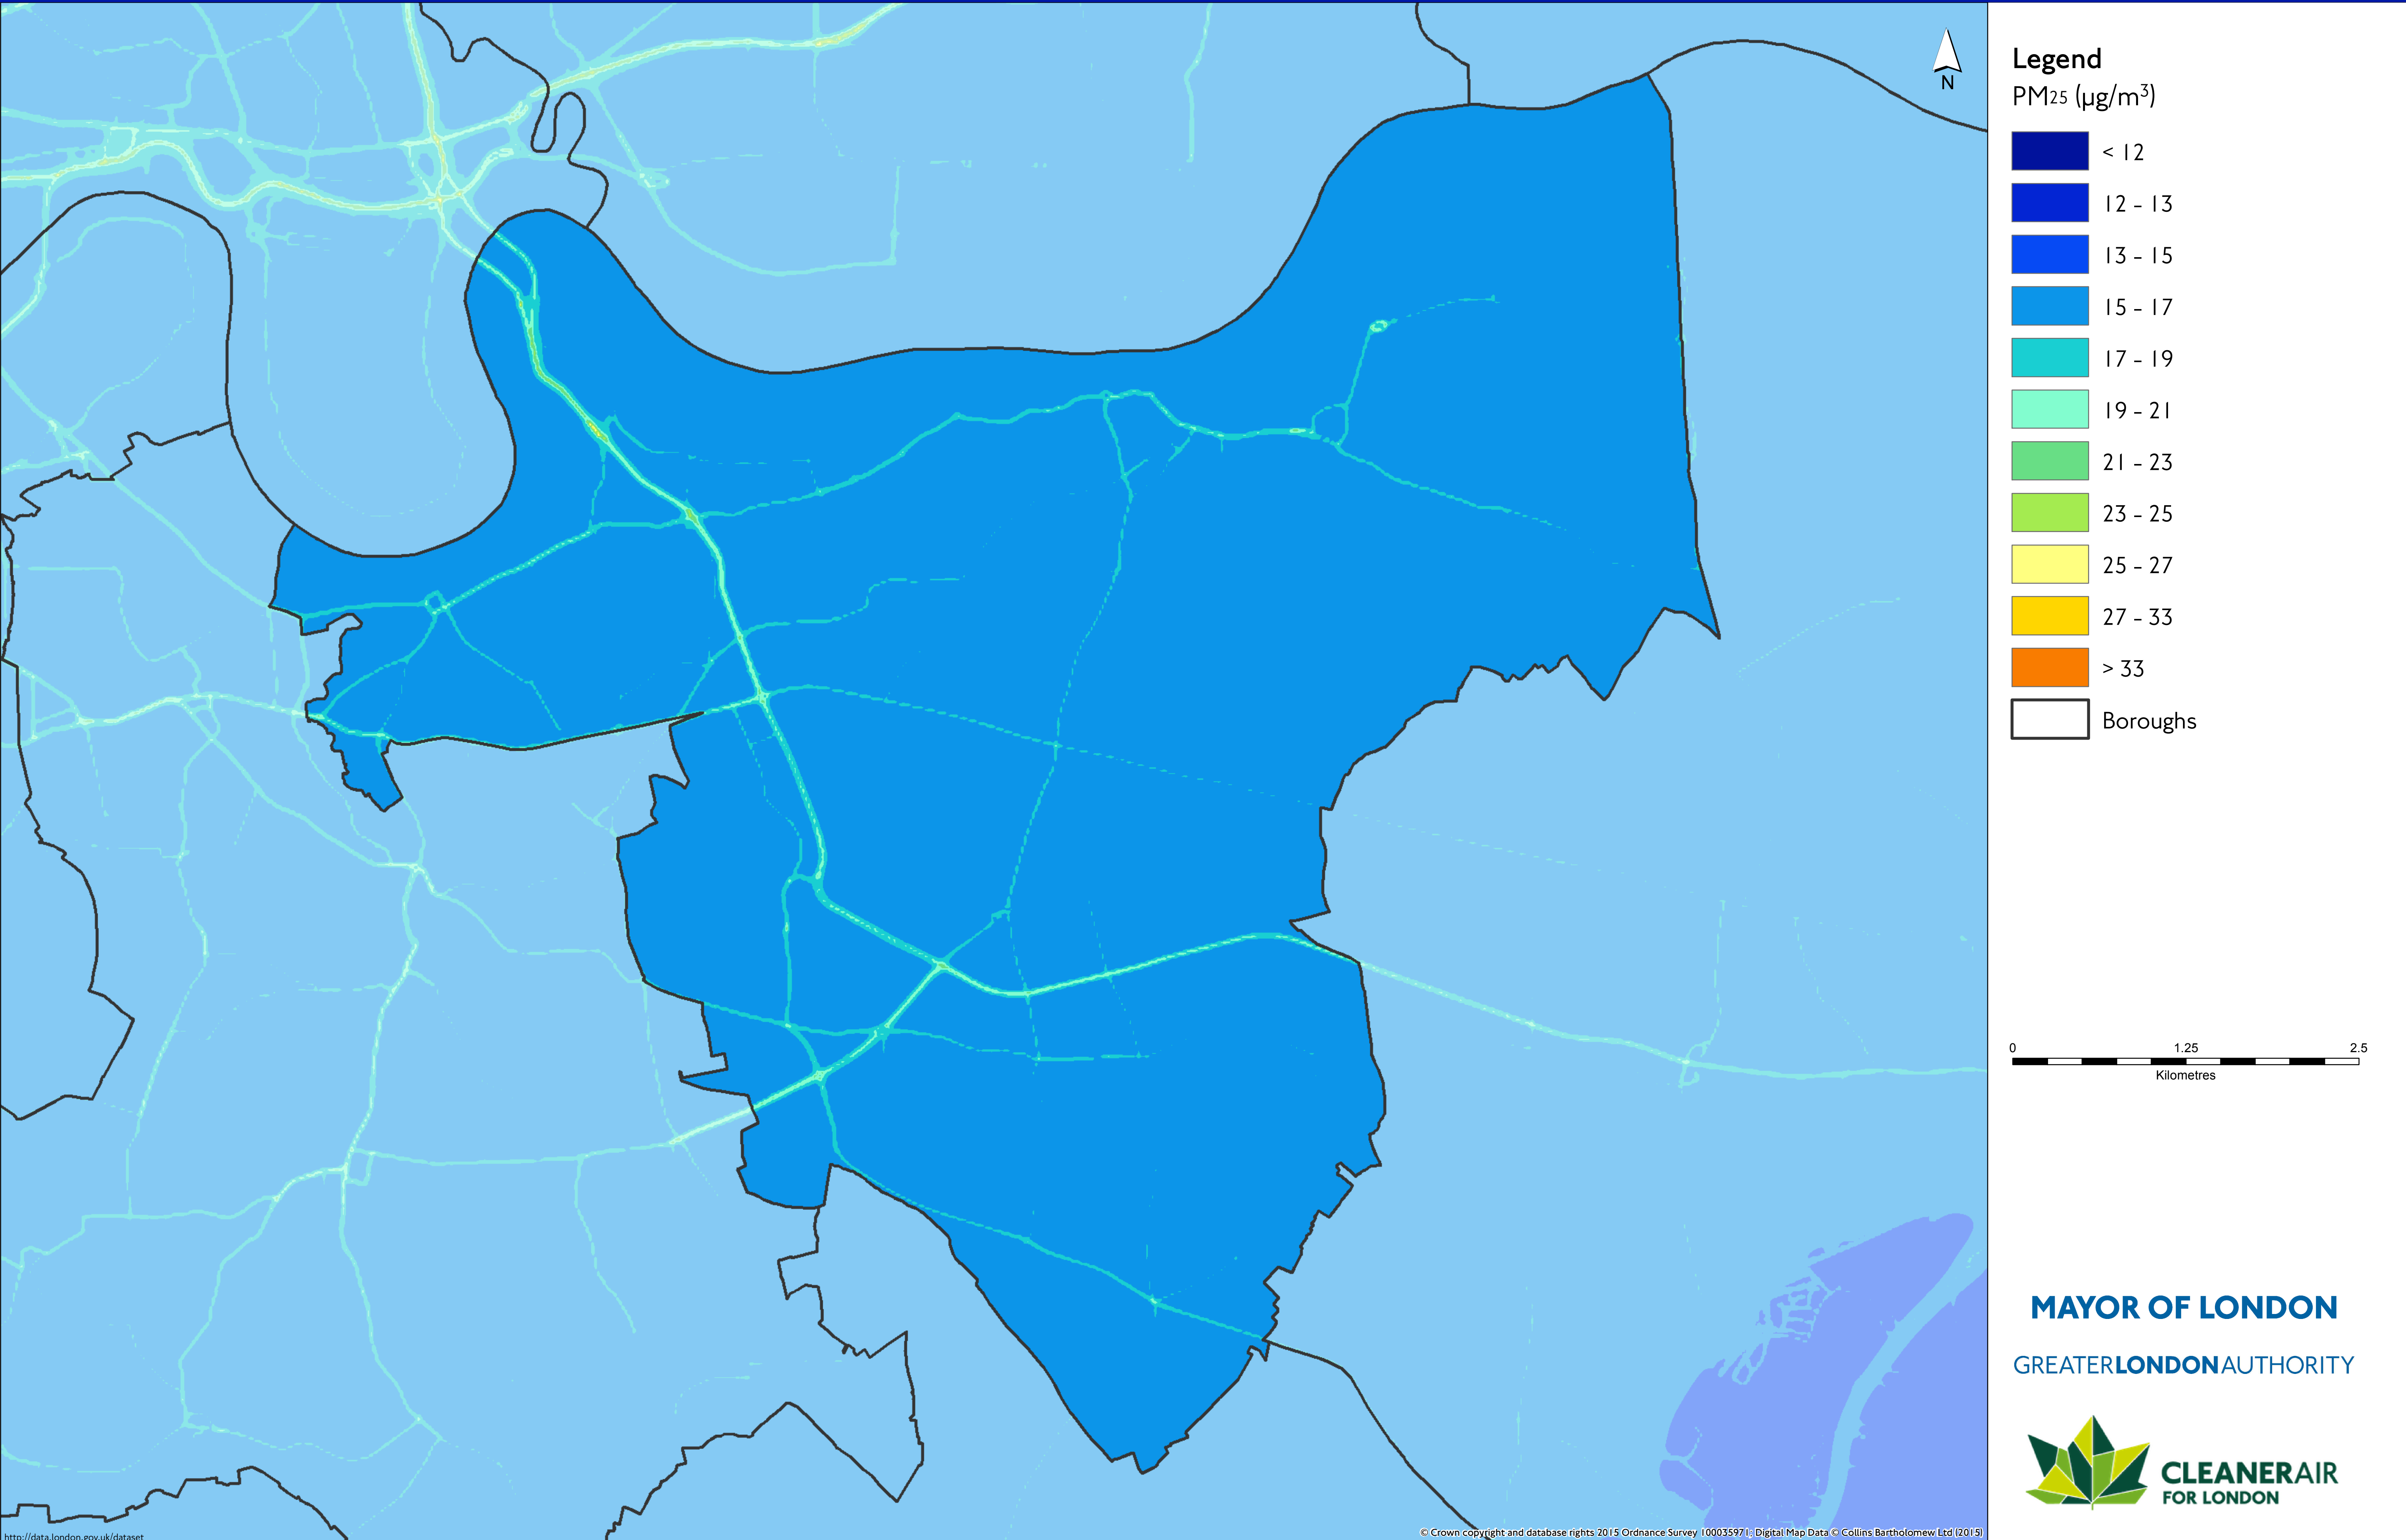 N
Legend
PM25 (µg/m3)
< 12
12 - 13
13 - 15
15 - 17
17 - 19
19 - 21
21 - 23
23 - 25
25 - 27
27 - 33
> 33
Boroughs
0 1.25 2.5
Kilometres
MAYOR OF LONDON
GREATERLONDONAUTHORITY
CLEANERAIR
FOR LONDON
© Crown copyright and database rights 2015 Ordnance Survey 100035971; Digital Map Data © Collins Bartholomew Ltd (2015)
http://data.london.gov.uk/dataset